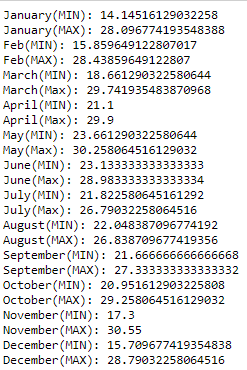 January(MIN): 14.14516129032258
January(MAX): 28.096774193548388
Feb(MIN): 15.859649122807017
Feb(MAX): 28.43859649122807
March(MIN): 18.661290322580644
March(Max): 29.741935483870968
April(MIN): 21.1
April(MAX): 29.9
May(MIN): 23.661290322580644
May(Max): 30.258064516129032
June(MIN): 23.133333333333333
June(Max): 28.983333333333334
July(MIN): 21.822580645161292
July(Max): 26.79032258064516
August(MIN): 22.048387096774192
August(MAX): 26.838709677419356
September(MIN): 21.666666666666668
September(MAX): 27.333333333333332
October(MIN): 20.951612903225808
October(MAX): 29.258064516129032
November(MIN): 17.3
November(MAX): 30.55
December(MIN): 15.709677419354838
December(MAX): 28.79032258064516